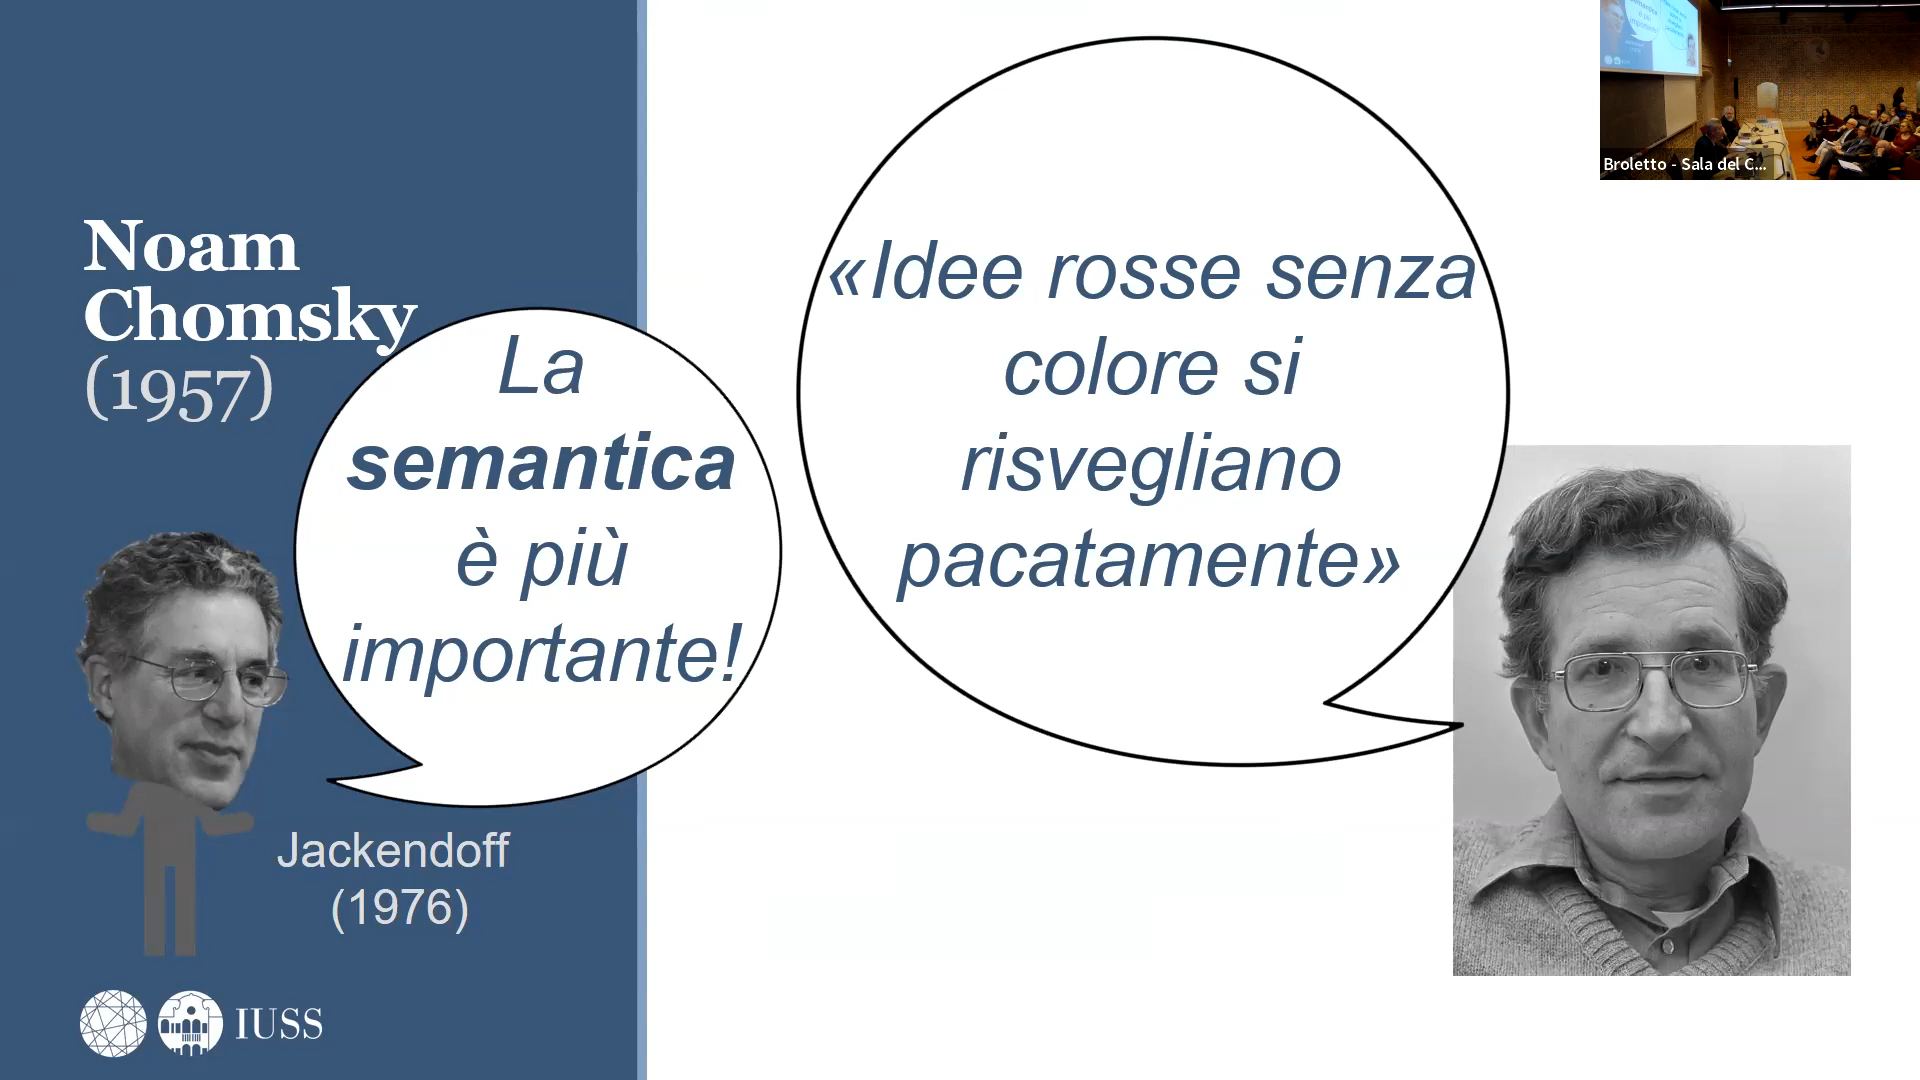 Noam
Chomsky
(1957)
La
semantica
è più
importante!
Jackendoff
(1976)
IUSS
«Idee rosse senza
colore si
risvegliano
pacatamente»
Broletto - Sala del C...